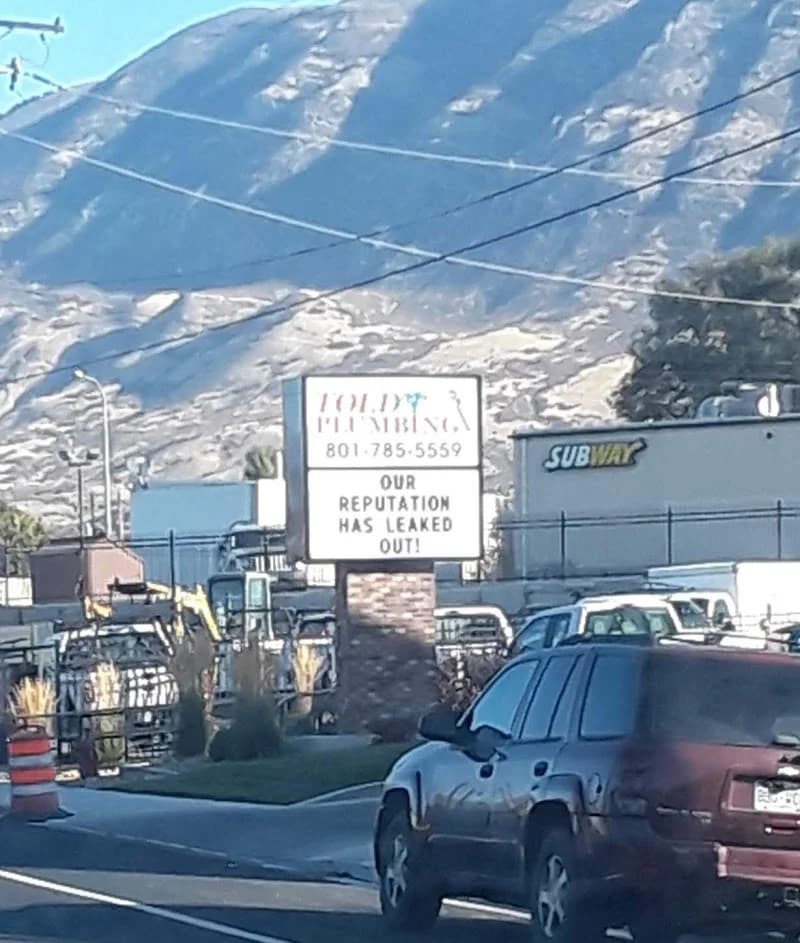 PLUMBING
801-785-5559
OUR
REPUTATION
HAS LEAKED
OUT!
SUBWAY